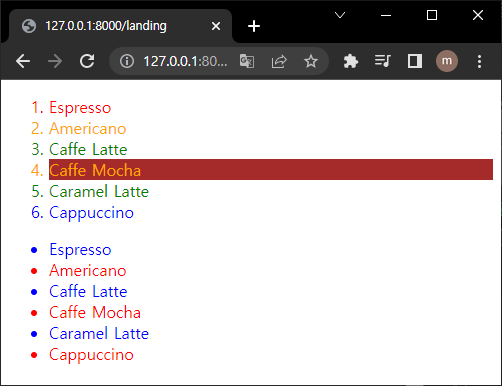 127.0.0.1:8000/landing
127.0.0.1:80...
m
1. Espresso
2. Americano
3. Caffe Latte
4. Caffe Mocha
5. Caramel Latte
6. Cappuccino
• Espresso
• Americano
• Caffe Latte
• Caffe Mocha
• Caramel Latte
• Cappuccino